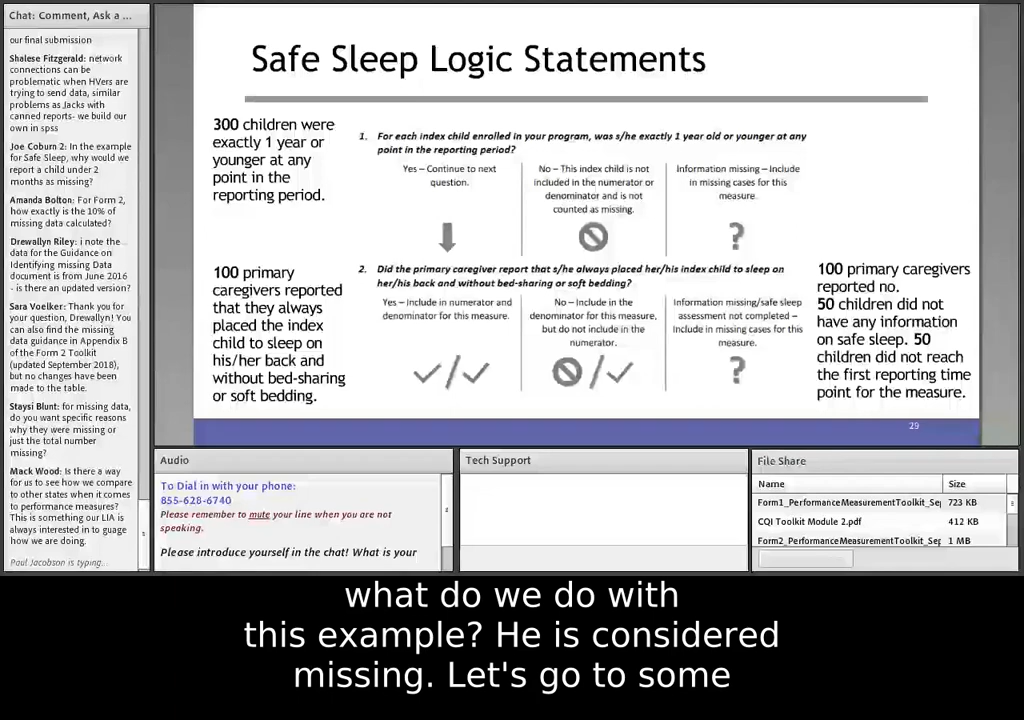 Chat: Comment, Ask a ...
our final submission
Shalese Fitzgerald: network
connections can be
problematic when HVers are
trying to send data, similar
problems as Jacks with
canned reports- we build our
own in spss
Joe Coburn 2: In the example
for Safe Sleep, why would we
report a child under 2
months as missing?
Amanda Bolton: For Form 2,
how exactly is the 10% of
missing data calculated?
Drewallyn Riley: i note the
data for the Guidance on
Identifying missing Data
document is from June 2016
- is there an updated version?
Sara Voelker: Thank you for
your question, Drewallyn! You
can also find the missing
data guidance in Appendix B
of the Form 2 Toolkit
(updated September 2018),
but no changes have been
made to the table.
Staysi Blunt: for missing data,
do you want specific reasons
why they were missing or
just the total number
missing?
Mack Wood: Is there a way
for us to see how we compare
to other states when it comes
to performance measures?
This is something our LIA is
always interested in to guage
how we are doing.
Paul Jacobson is typing...
Safe Sleep Logic Statements
300 children were
exactly 1 year or
younger at any
point in the
reporting period.
1. For each index child enrolled in your program, was s/he exactly 1 year old or younger at any
point in the reporting period?
Yes – Continue to next
question.
No – This index child is not
included in the numerator or
denominator and is not
counted as missing.
Information missing – Include
in missing cases for this
measure.
?
100 primary
caregivers reported
that they always
placed the index
child to sleep on
his/her back and
without bed-sharing
or soft bedding.
2. Did the primary caregiver report that s/he always placed her/his index child to sleep on
her/his back and without bed-sharing or soft bedding?
Yes – Include in numerator and
denominator for this measure.
No – Include in the
denominator for this measure,
but do not include in the
numerator.
Information missing/safe sleep
assessment not completed –
Include in missing cases for this
measure.
?
100 primary caregivers
reported no.
50 children did not
have any information
on safe sleep. 50
children did not reach
the first reporting time
point for the measure.
29
Audio
To Dial in with your phone:
855-628-6740
Please remember to mute your line when you are not
speaking.
Please introduce yourself in the chat! What is your
Tech Support
File Share
Name Size
Form1_PerformanceMeasurementToolkit_Sep 723 KB
CQI Toolkit Module 2.pdf 412 KB
Form2_PerformanceMeasurementToolkit_Sep 1 MB
what do we do with
this example? He is considered
missing. Let's go to some